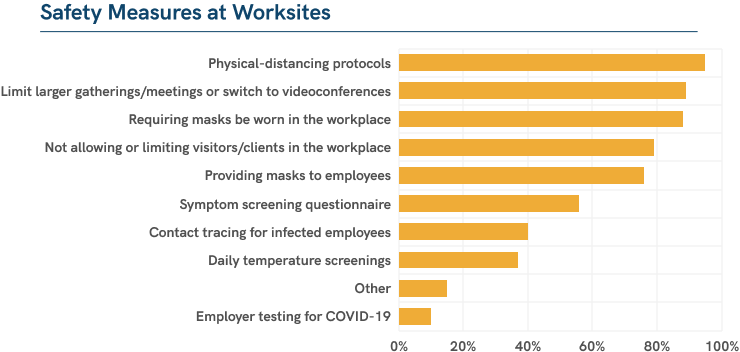 Safety Measures at Worksites
Physical-distancing protocols
Limit larger gatherings/meetings or switch to videoconferences
Requiring masks be worn in the workplace
Not allowing or limiting visitors/clients in the workplace
Providing masks to employees
Symptom screening questionnaire
Contact tracing for infected employees
Daily temperature screenings
Other
Employer testing for COVID-19
0% 20% 40% 60% 80% 100%